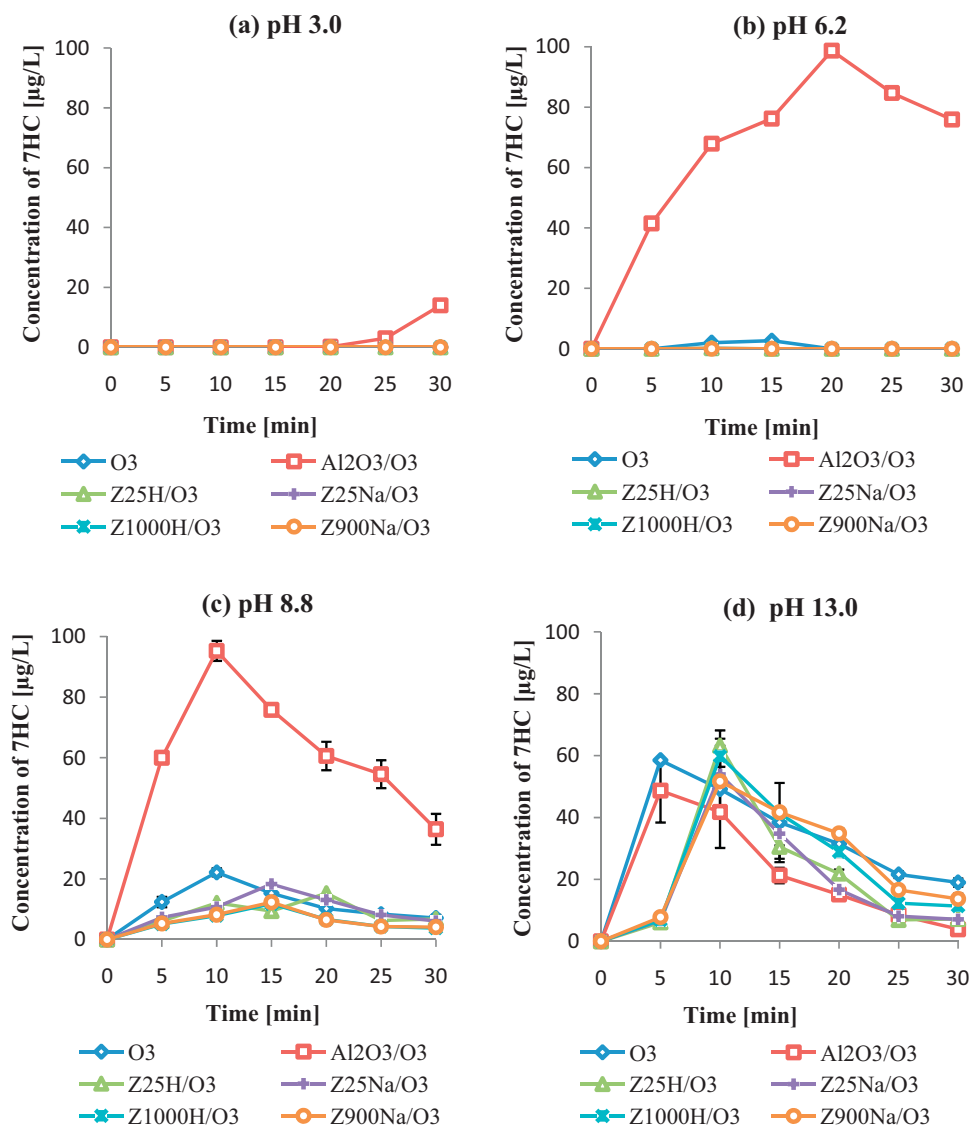 (a) pH 3.0
Concentration of 7HC [µg/L]
100
80
60
40
20
0
0 5 10 15 20 25 30
Time [min]
O3 Al2O3/O3
Z25H/O3 Z25Na/O3
Z1000H/O3 Z900Na/O3
(b) pH 6.2
Concentration of 7HC [µg/L]
100
80
60
40
20
0
0 5 10 15 20 25 30
Time [min]
O3 Al2O3/O3
Z25H/O3 Z25Na/O3
Z1000H/O3 Z900Na/O3
(c) pH 8.8
Concentration of 7HC [µg/L]
100
80
60
40
20
0
0 5 10 15 20 25 30
Time [min]
O3 Al2O3/O3
Z25H/O3 Z25Na/O3
Z1000H/O3 Z900Na/O3
(d) pH 13.0
Concentration of 7HC [µg/L]
100
80
60
40
20
0
0 5 10 15 20 25 30
Time [min]
O3 Al2O3/O3
Z25H/O3 Z25Na/O3
Z1000H/O3 Z900Na/O3